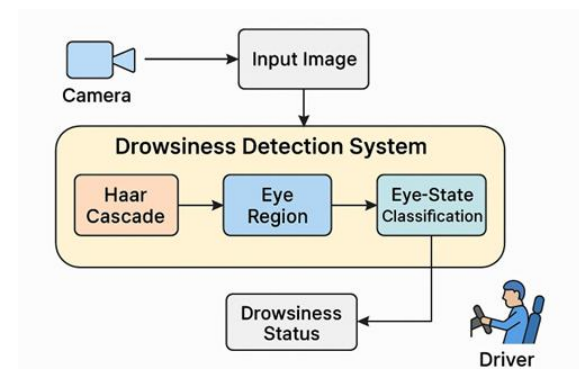 Input Image
Camera
Drowsiness Detection System
Haar
Cascade
Eye
Region
Eye-State
Classification
Drowsiness
Status
Driver